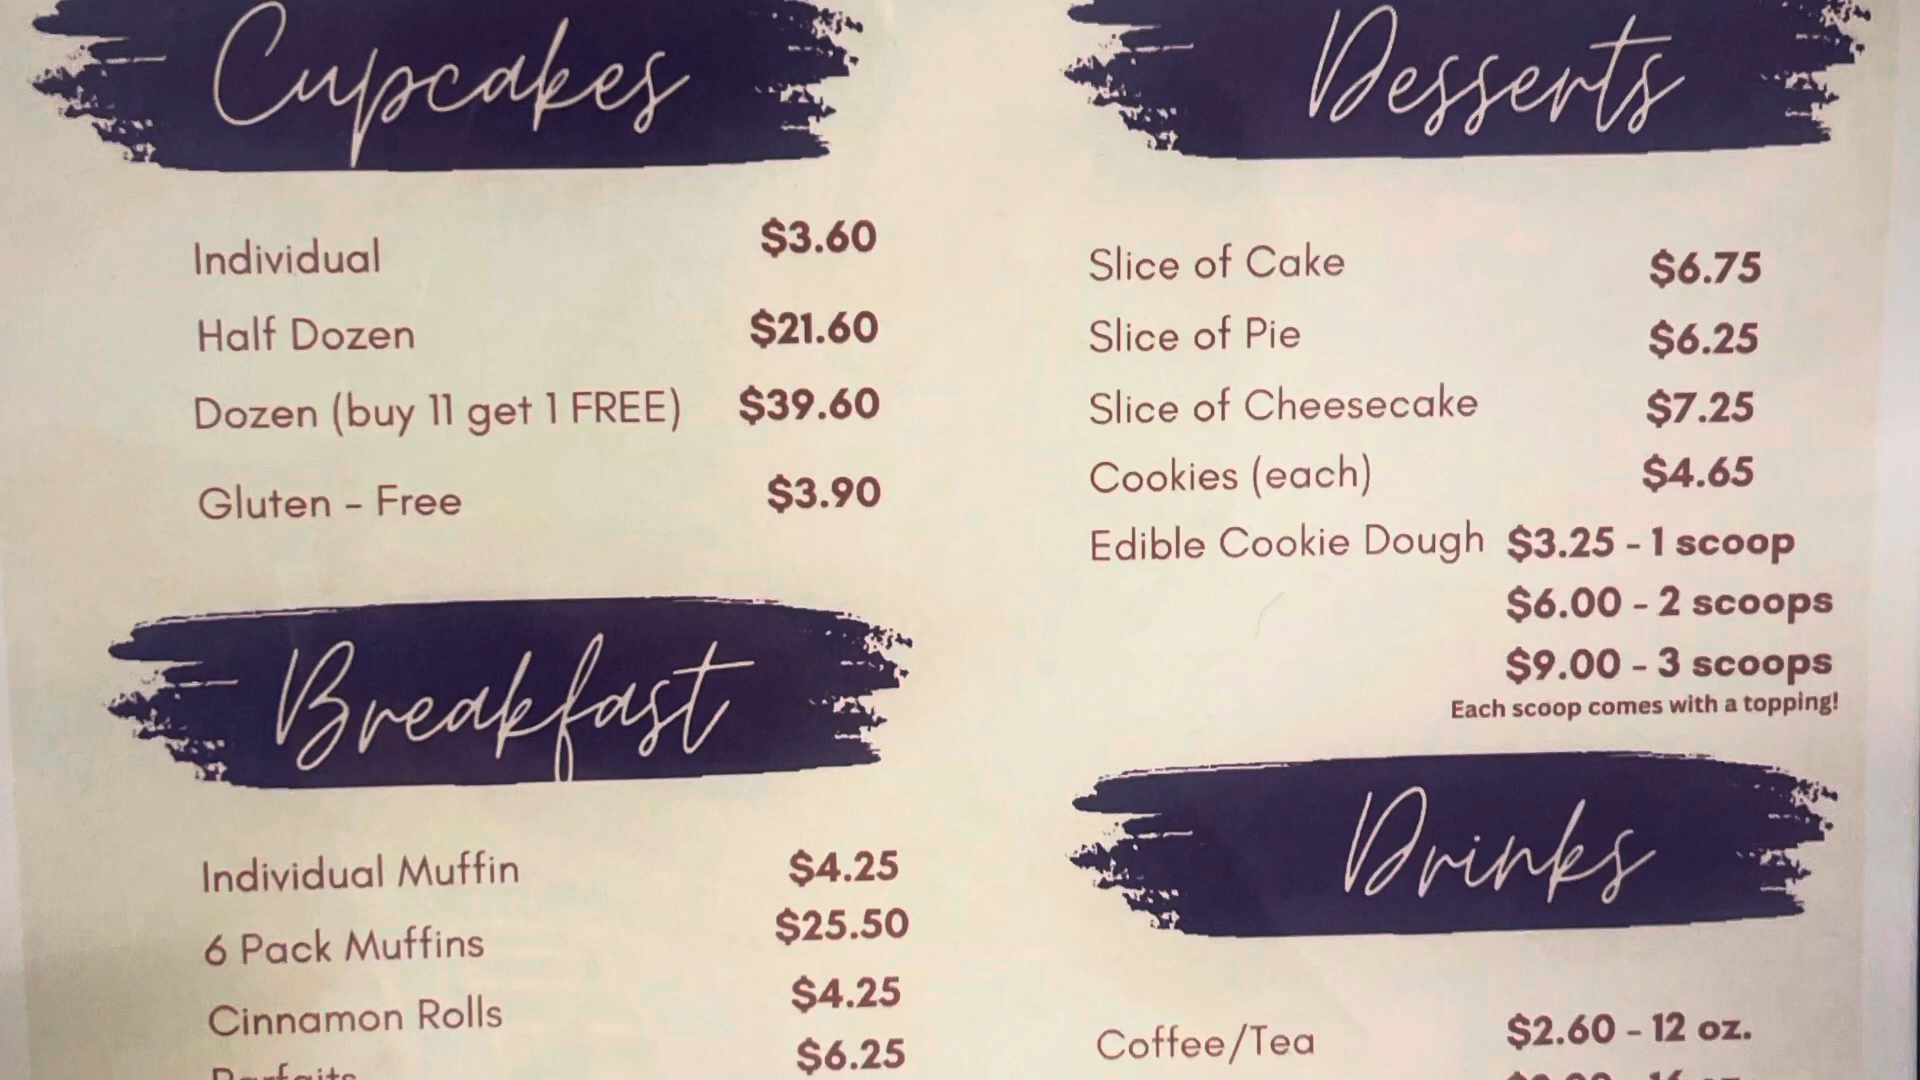 Cupcakes
Individual $3.60
Half Dozen $21.60
Dozen (buy 11 get 1 FREE) $39.60
Gluten - Free $3.90
Breakfast
Individual Muffin $4.25
6 Pack Muffins $25.50
Cinnamon Rolls $4.25
Parfaits $6.25
Desserts
Slice of Cake $6.75
Slice of Pie $6.25
Slice of Cheesecake $7.25
Cookies (each) $4.65
Edible Cookie Dough $3.25 - 1 scoop
$6.00 - 2 scoops
$9.00 - 3 scoops
Each scoop comes with a topping!
Drinks
Coffee/Tea $2.60 - 12 oz.